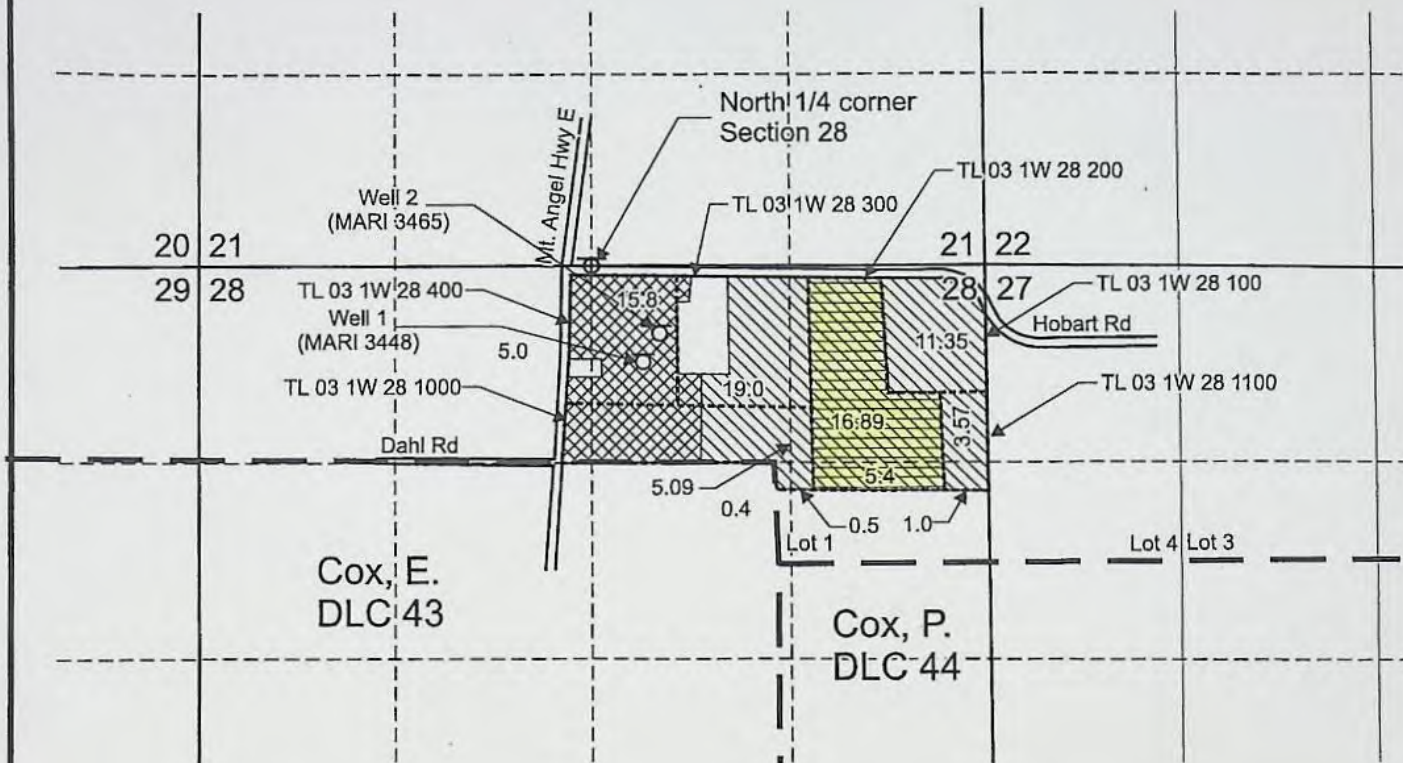 North 1/4 corner
Section 28
Mt. Angel Hwy E
TL 03 1W 28 200
Well 2
(MARI 3465)
TL 03 1W 28 300
20 21
21 22
29 28
28 27
TL 03 1W 28 400
15.8
TL 03 1W 28 100
Well 1
(MARI 3448)
5.0
Hobart Rd
11.35
TL 03 1W 28 1000
19.0
TL 03 1W 28 1100
16.89
3.57
Dahl Rd
5.4
5.09
0.4
0.5
1.0
Lot 1
Lot 4
Lot 3
Cox, E.
DLC 43
Cox, P.
DLC 44